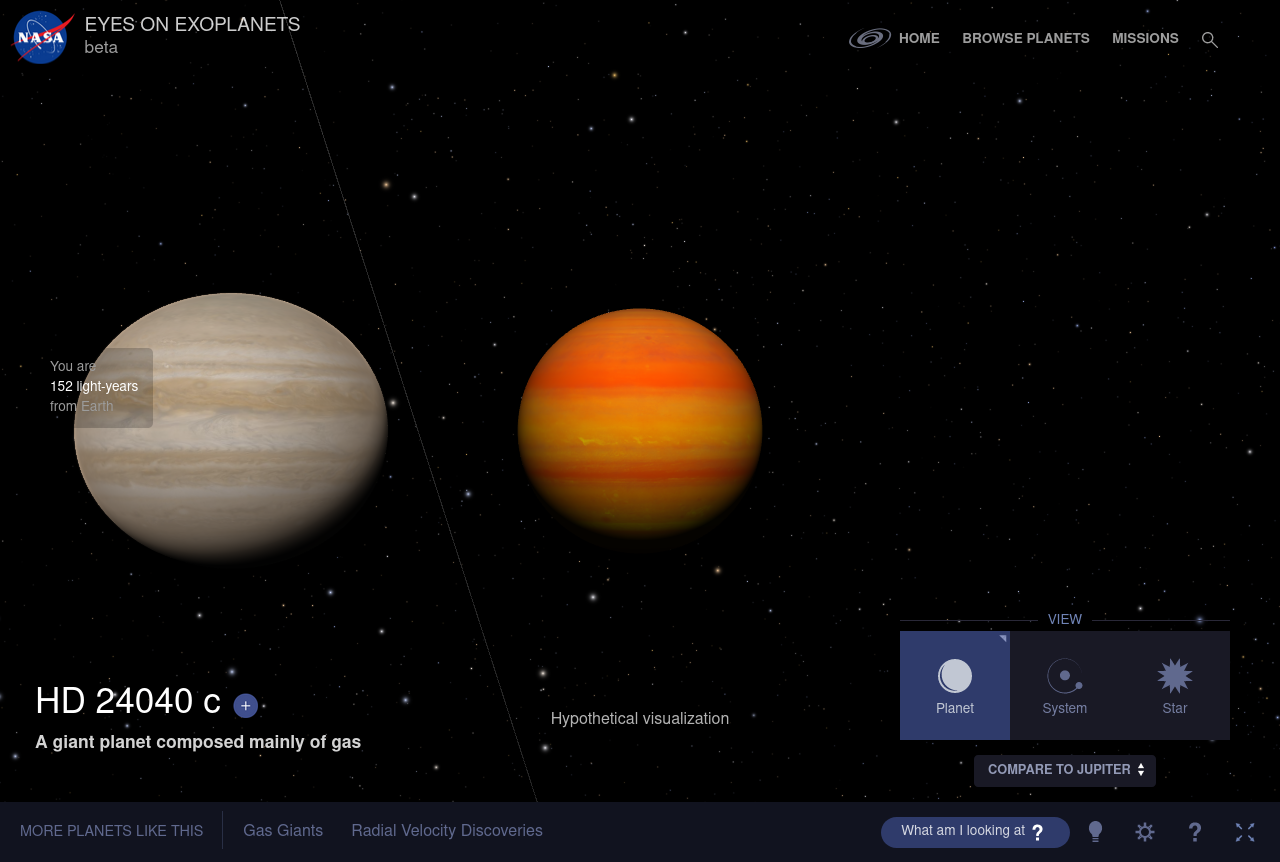 NASA
EYES ON EXOPLANETS
beta
HOME
BROWSE PLANETS
MISSIONS
You are
152 light-years
from Earth
VIEW
Planet
System
Star
HD 24040 c +
A giant planet composed mainly of gas
Hypothetical visualization
COMPARE TO JUPITER
MORE PLANETS LIKE THIS
Gas Giants
Radial Velocity Discoveries
What am I looking at ?
?